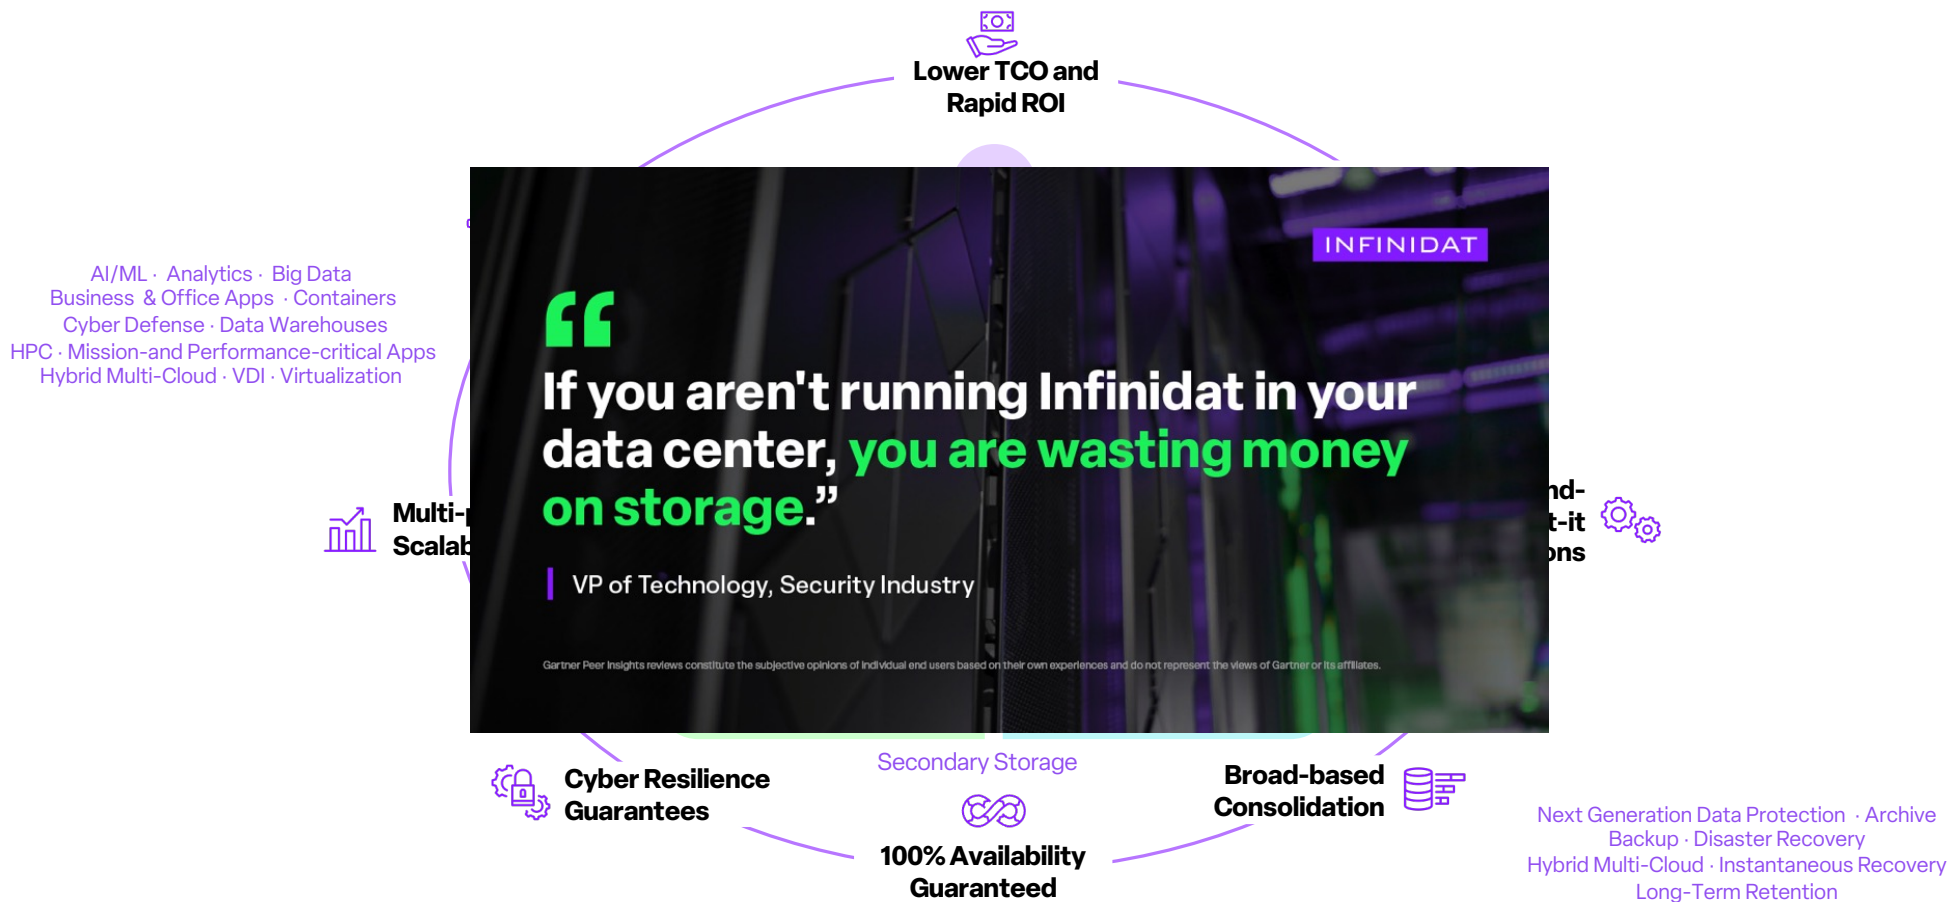 Lower TCO and
Rapid ROI
INFINIDAT
AI/ML · Analytics · Big Data
Business & Office Apps · Containers
Cyber Defense · Data Warehouses
HPC · Mission-and Performance-critical Apps
Hybrid Multi-Cloud · VDI · Virtualization
“
If you aren't running Infinidat in your
data center, you are wasting money
on storage.”
VP of Technology, Security Industry
Gartner Peer Insights reviews constitute the subjective opinions of individual end users based on their own experiences and do not represent the views of Gartner or its affiliates.
Secondary Storage
Cyber Resilience
Guarantees
Broad-based
Consolidation
100% Availability
Guaranteed
Next Generation Data Protection · Archive
Backup · Disaster Recovery
Hybrid Multi-Cloud · Instantaneous Recovery
Long-Term Retention